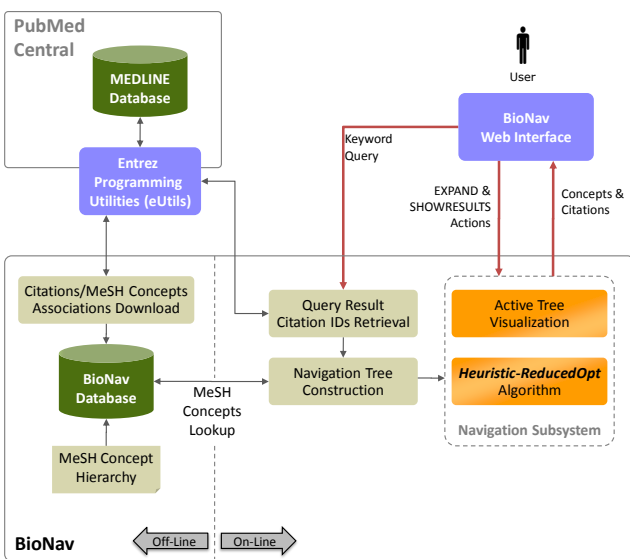 PubMed
Central
MEDLINE
Database
User
BioNav
Web Interface
Entrez
Programming
Utilities (eUtils)
Keyword
Query
EXPAND &
SHOWRESULTS
Actions
Concepts &
Citations
Citations/MeSH Concepts
Associations Download
Query Result
Citation IDs Retrieval
Active Tree
Visualization
BioNav
Database
MeSH
Concepts
Lookup
Navigation Tree
Construction
Heuristic-ReducedOpt
Algorithm
Navigation Subsystem
MeSH Concept
Hierarchy
BioNav
Off-Line
On-Line